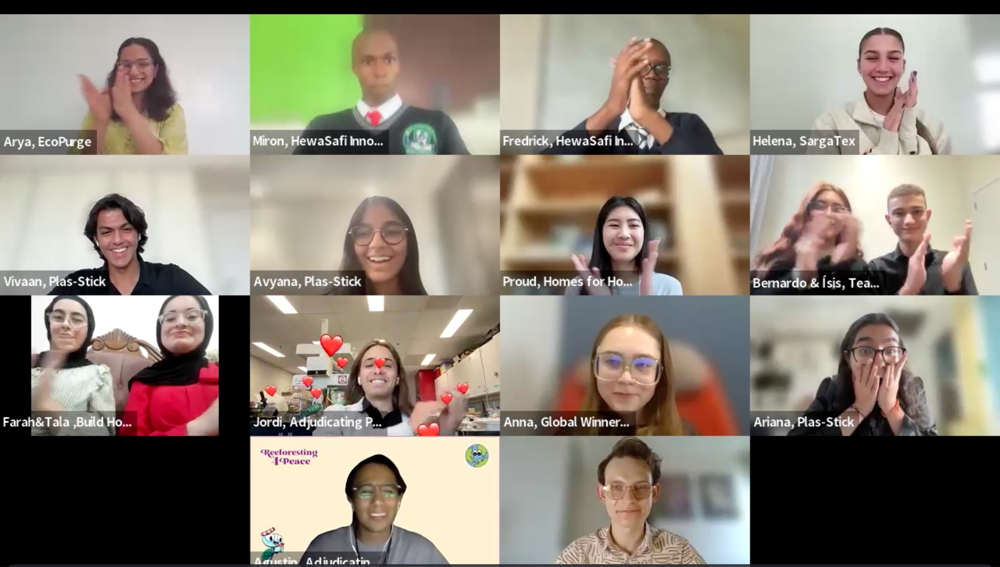 Arya, EcoPurge
Miron, HewaSafi Inno...
Fredrick, HewaSafi In...
Helena, SargaTex
Vivaan, Plas-Stick
Avyana, Plas-Stick
Proud, Homes for Ho...
Bernardo & Ísis, Tea...
Farah&Tala ,Build Ho...
Jordi, Adjudicating P...
Anna, Global Winner...
Ariana, Plas-Stick
Reeforesting
4 Peace
Agustin, Adjudicatin...